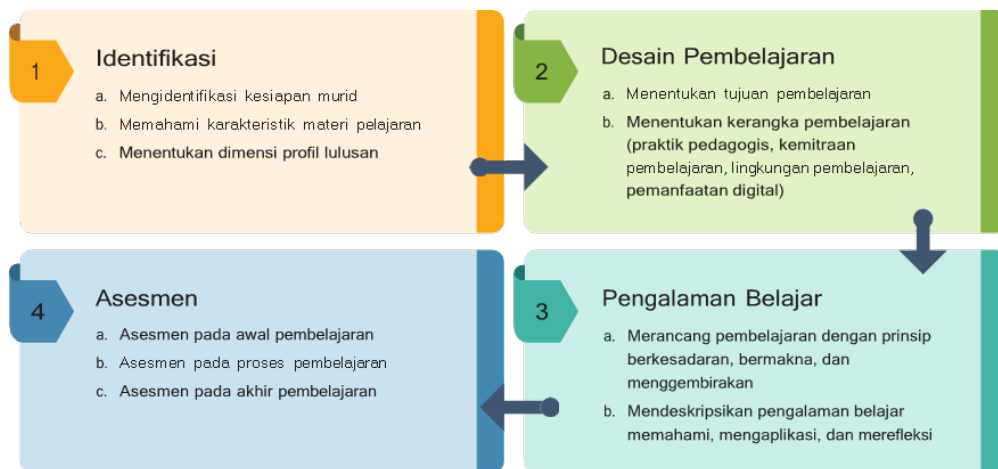 1
Identifikasi
a. Mengidentifikasi kesiapan murid
b. Memahami karakteristik materi pelajaran
c. Menentukan dimensi profil lulusan
2
Desain Pembelajaran
a. Menentukan tujuan pembelajaran
b. Menentukan kerangka pembelajaran
(praktik pedagogis, kemitraan
pembelajaran, lingkungan pembelajaran,
pemanfaatan digital)
3
Pengalaman Belajar
a. Merancang pembelajaran dengan prinsip
berkesadaran, bermakna, dan
menggembirakan
b. Mendeskripsikan pengalaman belajar
memahami, mengaplikasi, dan merefleksi
4
Asesmen
a. Asesmen pada awal pembelajaran
b. Asesmen pada proses pembelajaran
c. Asesmen pada akhir pembelajaran